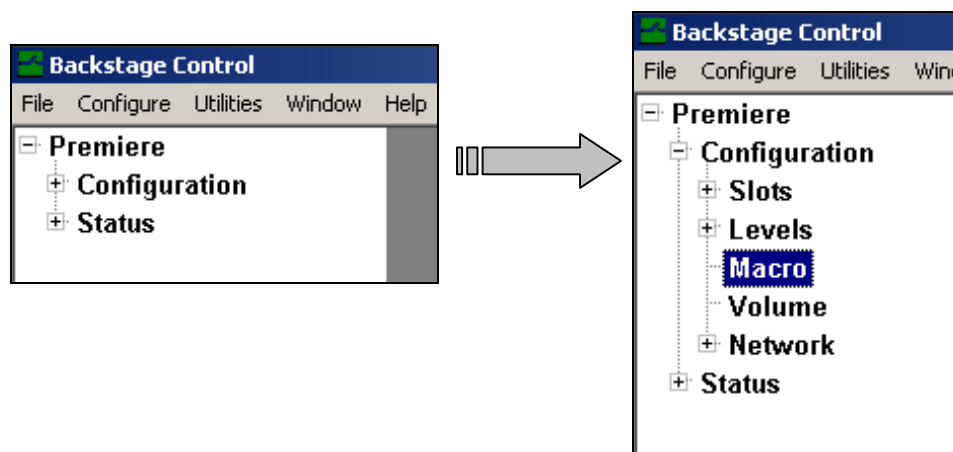 Backstage Control
File Configure Utilities Window Help
Premiere
Configuration
Status
Backstage Control
File Configure Utilities Win
Premiere
Configuration
Slots
Levels
Macro
Volume
Network
Status